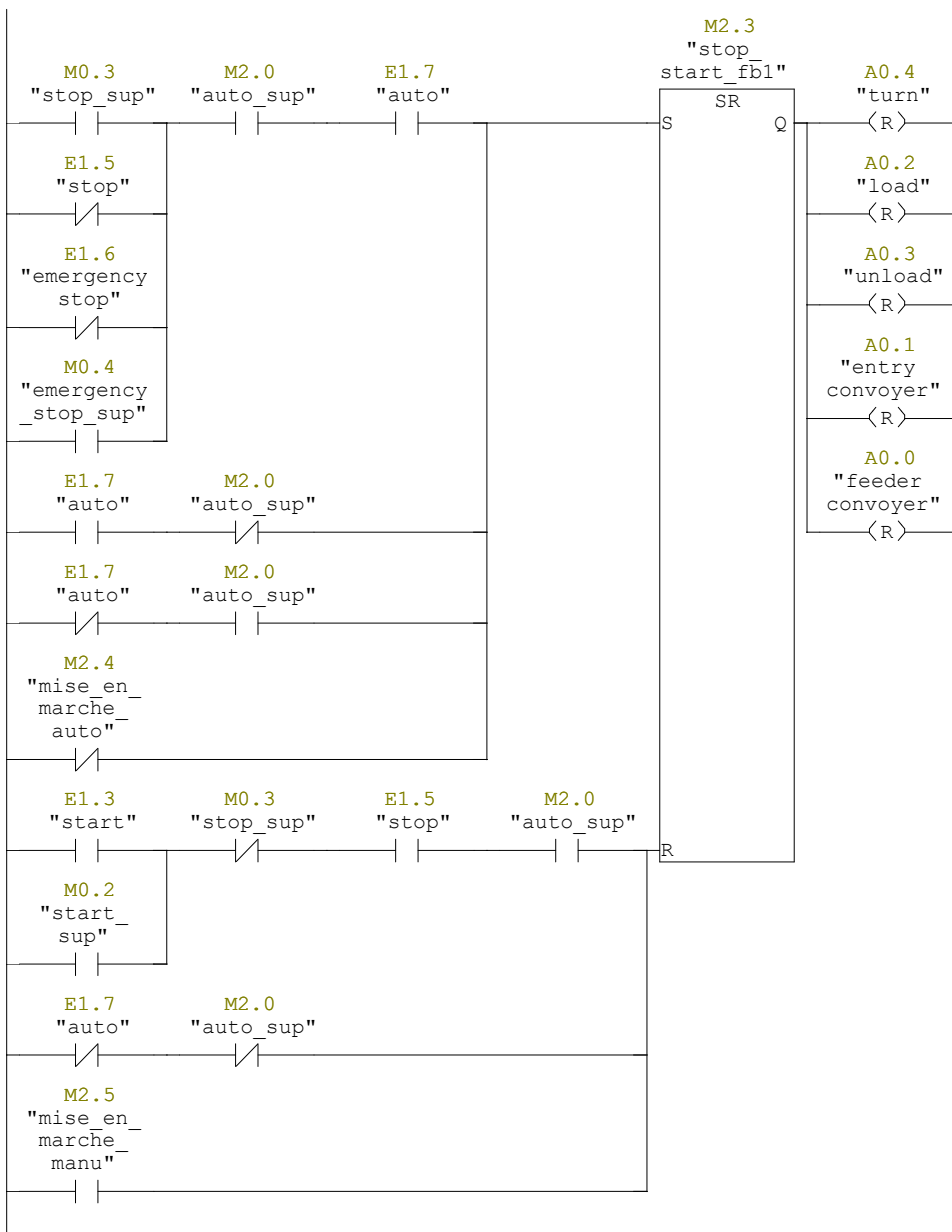 M2.3
"stop_
start_fb1"
M0.3
"stop_sup"
M2.0
"auto_sup"
E1.7
"auto"
SR
S
Q
A0.4
"turn"
(R)
E1.5
"stop"
A0.2
"load"
(R)
E1.6
"emergency
stop"
A0.3
"unload"
(R)
M0.4
"emergency
_stop_sup"
A0.1
"entry
convoyer"
(R)
E1.7
"auto"
M2.0
"auto_sup"
A0.0
"feeder
convoyer"
(R)
E1.7
"auto"
M2.0
"auto_sup"
M2.4
"mise_en_
marche_
auto"
E1.3
"start"
M0.3
"stop_sup"
E1.5
"stop"
M2.0
"auto_sup"
R
M0.2
"start_
sup"
E1.7
"auto"
M2.0
"auto_sup"
M2.5
"mise_en_
marche_
manu"